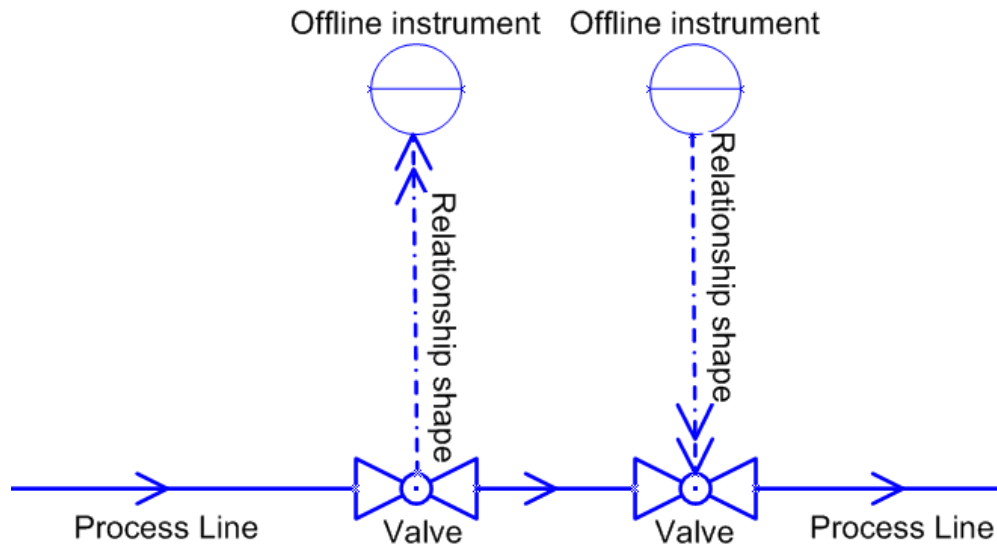 Offline instrument
Offline instrument
Relationship shape
Relationship shape
Process Line
Valve
Valve
Process Line